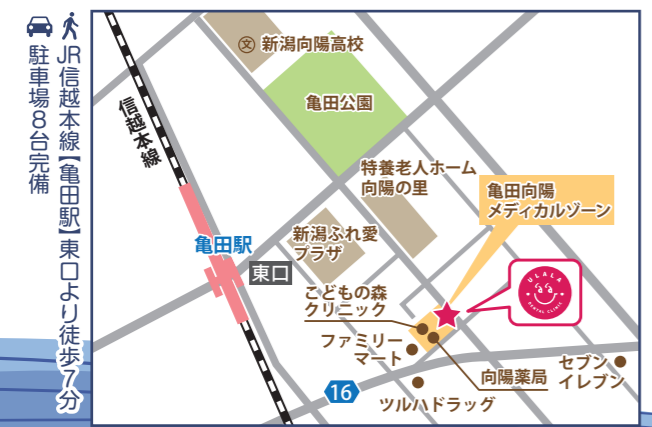 JR信越本線【亀田駅】東口より徒歩7分
駐車場8台完備
文 新潟向陽高校
亀田公園
信越本線
特養老人ホーム
向陽の里
亀田向陽
メディカルゾーン
亀田駅
東口
新潟ふれ愛
プラザ
こどもの森
クリニック
ULALA
DENTAL CLINIC
ファミリー
マート
向陽薬局
セブン
イレブン
16
ツルハドラッグ